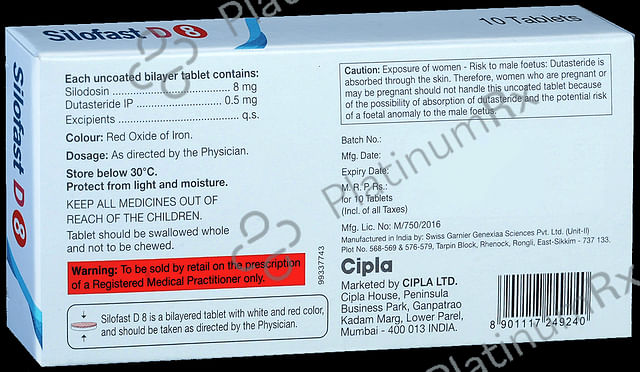 Silofast D 8
10 Tablets
Silofast D 8
Each uncoated bilayer tablet contains:
Silodosin ........................................ 8 mg
Dutasteride IP ........................... 0.5 mg
Excipients ....................................... q.s.
Colour: Red Oxide of Iron.
Dosage: As directed by the Physician.
Store below 30°C.
Protect from light and moisture.
KEEP ALL MEDICINES OUT OF
REACH OF THE CHILDREN.
Tablet should be swallowed whole
and not to be chewed.
Warning: To be sold by retail on the prescription
of a Registered Medical Practitioner only.
Silofast D 8 is a bilayered tablet with white and red color,
and should be taken as directed by the Physician.
99337743
Caution: Exposure of women - Risk to male foetus: Dutasteride is
absorbed through the skin. Therefore, women who are pregnant or
may be pregnant should not handle this uncoated tablet because
of the possibility of absorption of dutasteride and the potential risk
of a foetal anomaly to the male foetus.
Batch No.:
Mfg. Date:
Expiry Date:
M. R. P. Rs.:
for 10 Tablets
(Incl. of all Taxes)
Mfg. Lic. No: M/750/2016
Manufactured in India by: Swiss Garnier Genexiaa Sciences Pvt. Ltd. (Unit-II)
Plot No. 568-569 & 576-579, Tarpin Block, Rhenock, Rongli, East-Sikkim - 737 133.
Cipla
Marketed by CIPLA LTD.
Cipla House, Peninsula
Business Park, Ganpatrao
Kadam Marg, Lower Parel,
Mumbai - 400 013. INDIA.
8 901117 249240
PlatinumRx
PlatinumRx
PlatinumRx
PlatinumRx